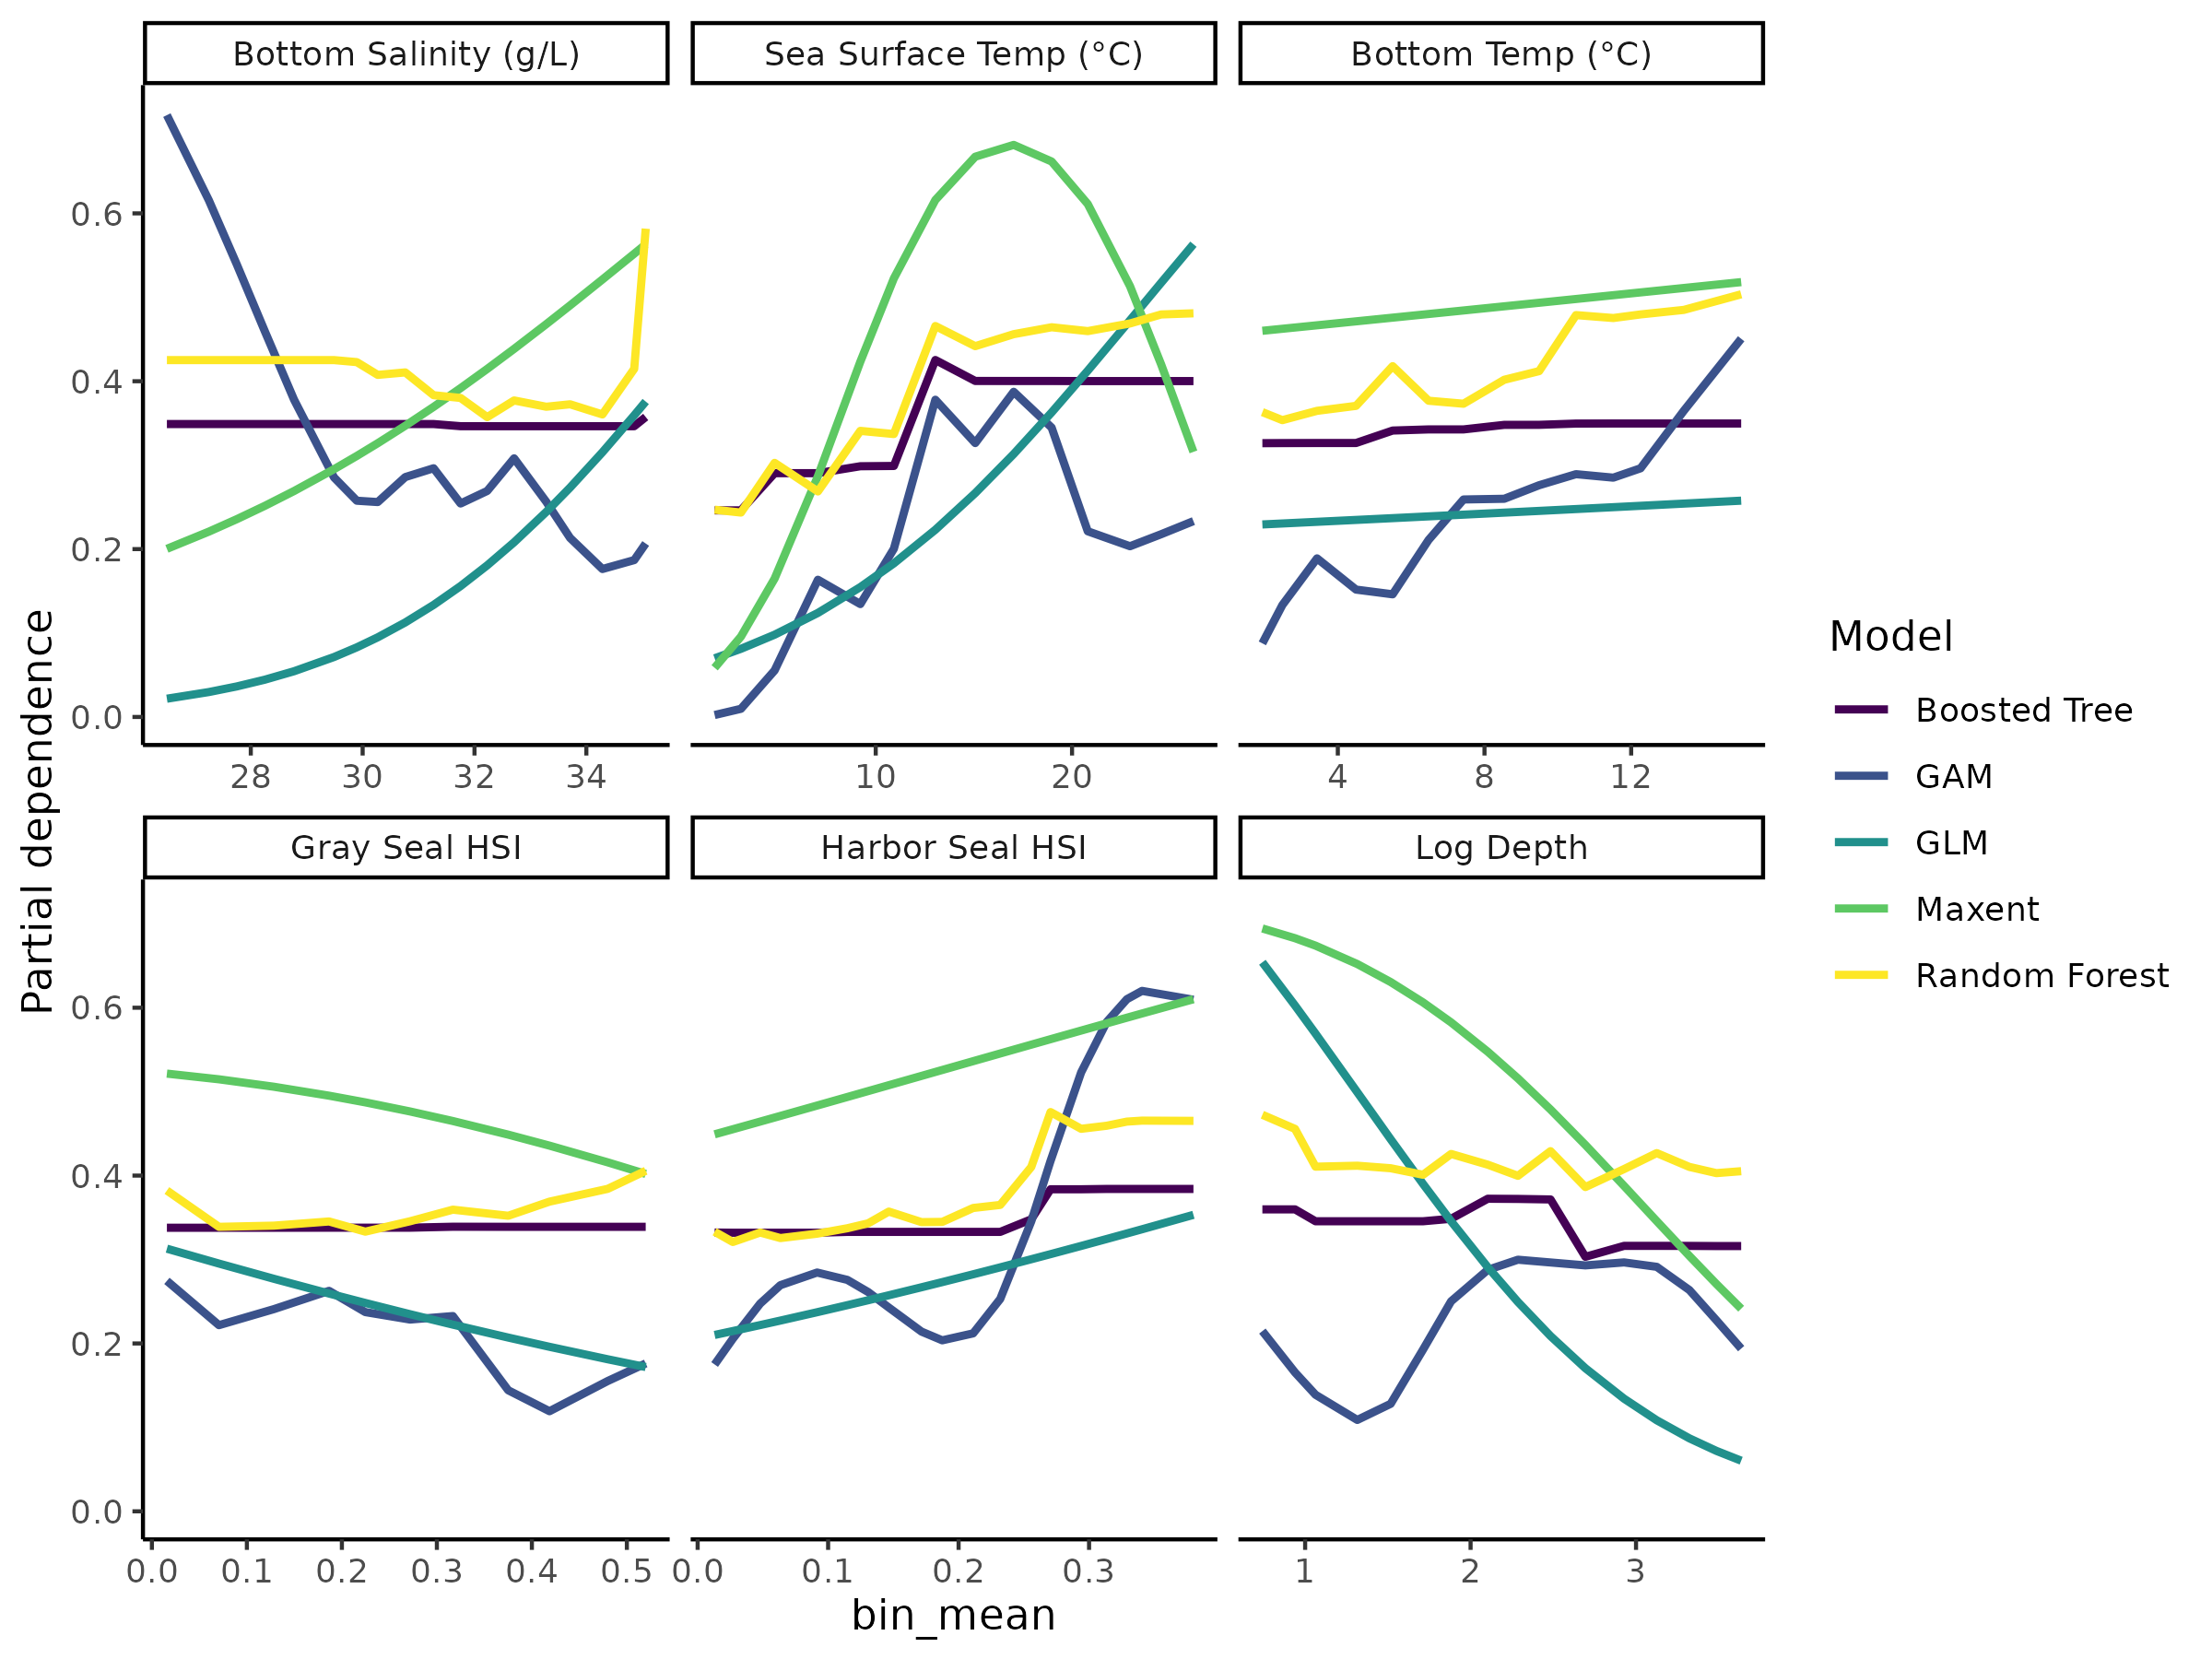 Bottom Salinity (g/L)
Sea Surface Temp (°C)
Bottom Temp (°C)
0.6
0.4
0.2
0.0
28 30 32 34
10 20
4 8 12
Partial dependence
Gray Seal HSI
Harbor Seal HSI
Log Depth
0.6
0.4
0.2
0.0
0.0 0.1 0.2 0.3 0.4 0.5
0.0 0.1 0.2 0.3
1 2 3
bin_mean
Model
Boosted Tree
GAM
GLM
Maxent
Random Forest